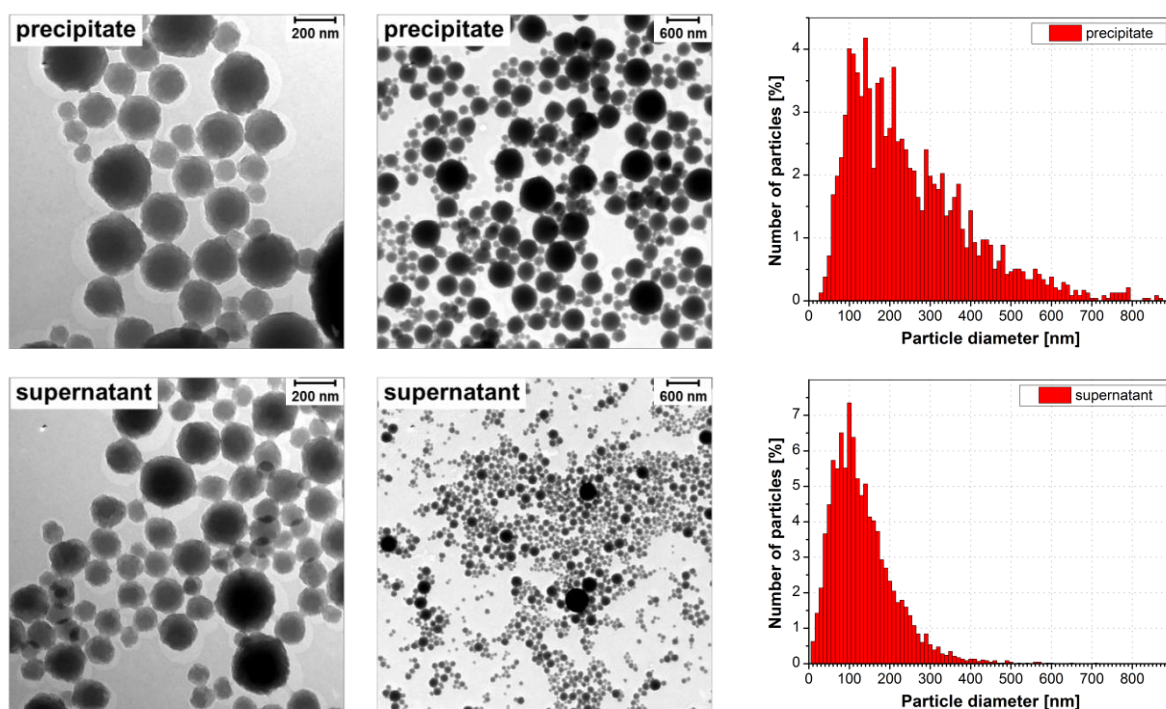 precipitate
200 nm
precipitate
600 nm
precipitate
Number of particles [%]
4
3
2
1
0
0 100 200 300 400 500 600 700 800
Particle diameter [nm]
supernatant
200 nm
supernatant
600 nm
supernatant
Number of particles [%]
7
6
5
4
3
2
1
0
0 100 200 300 400 500 600 700 800
Particle diameter [nm]